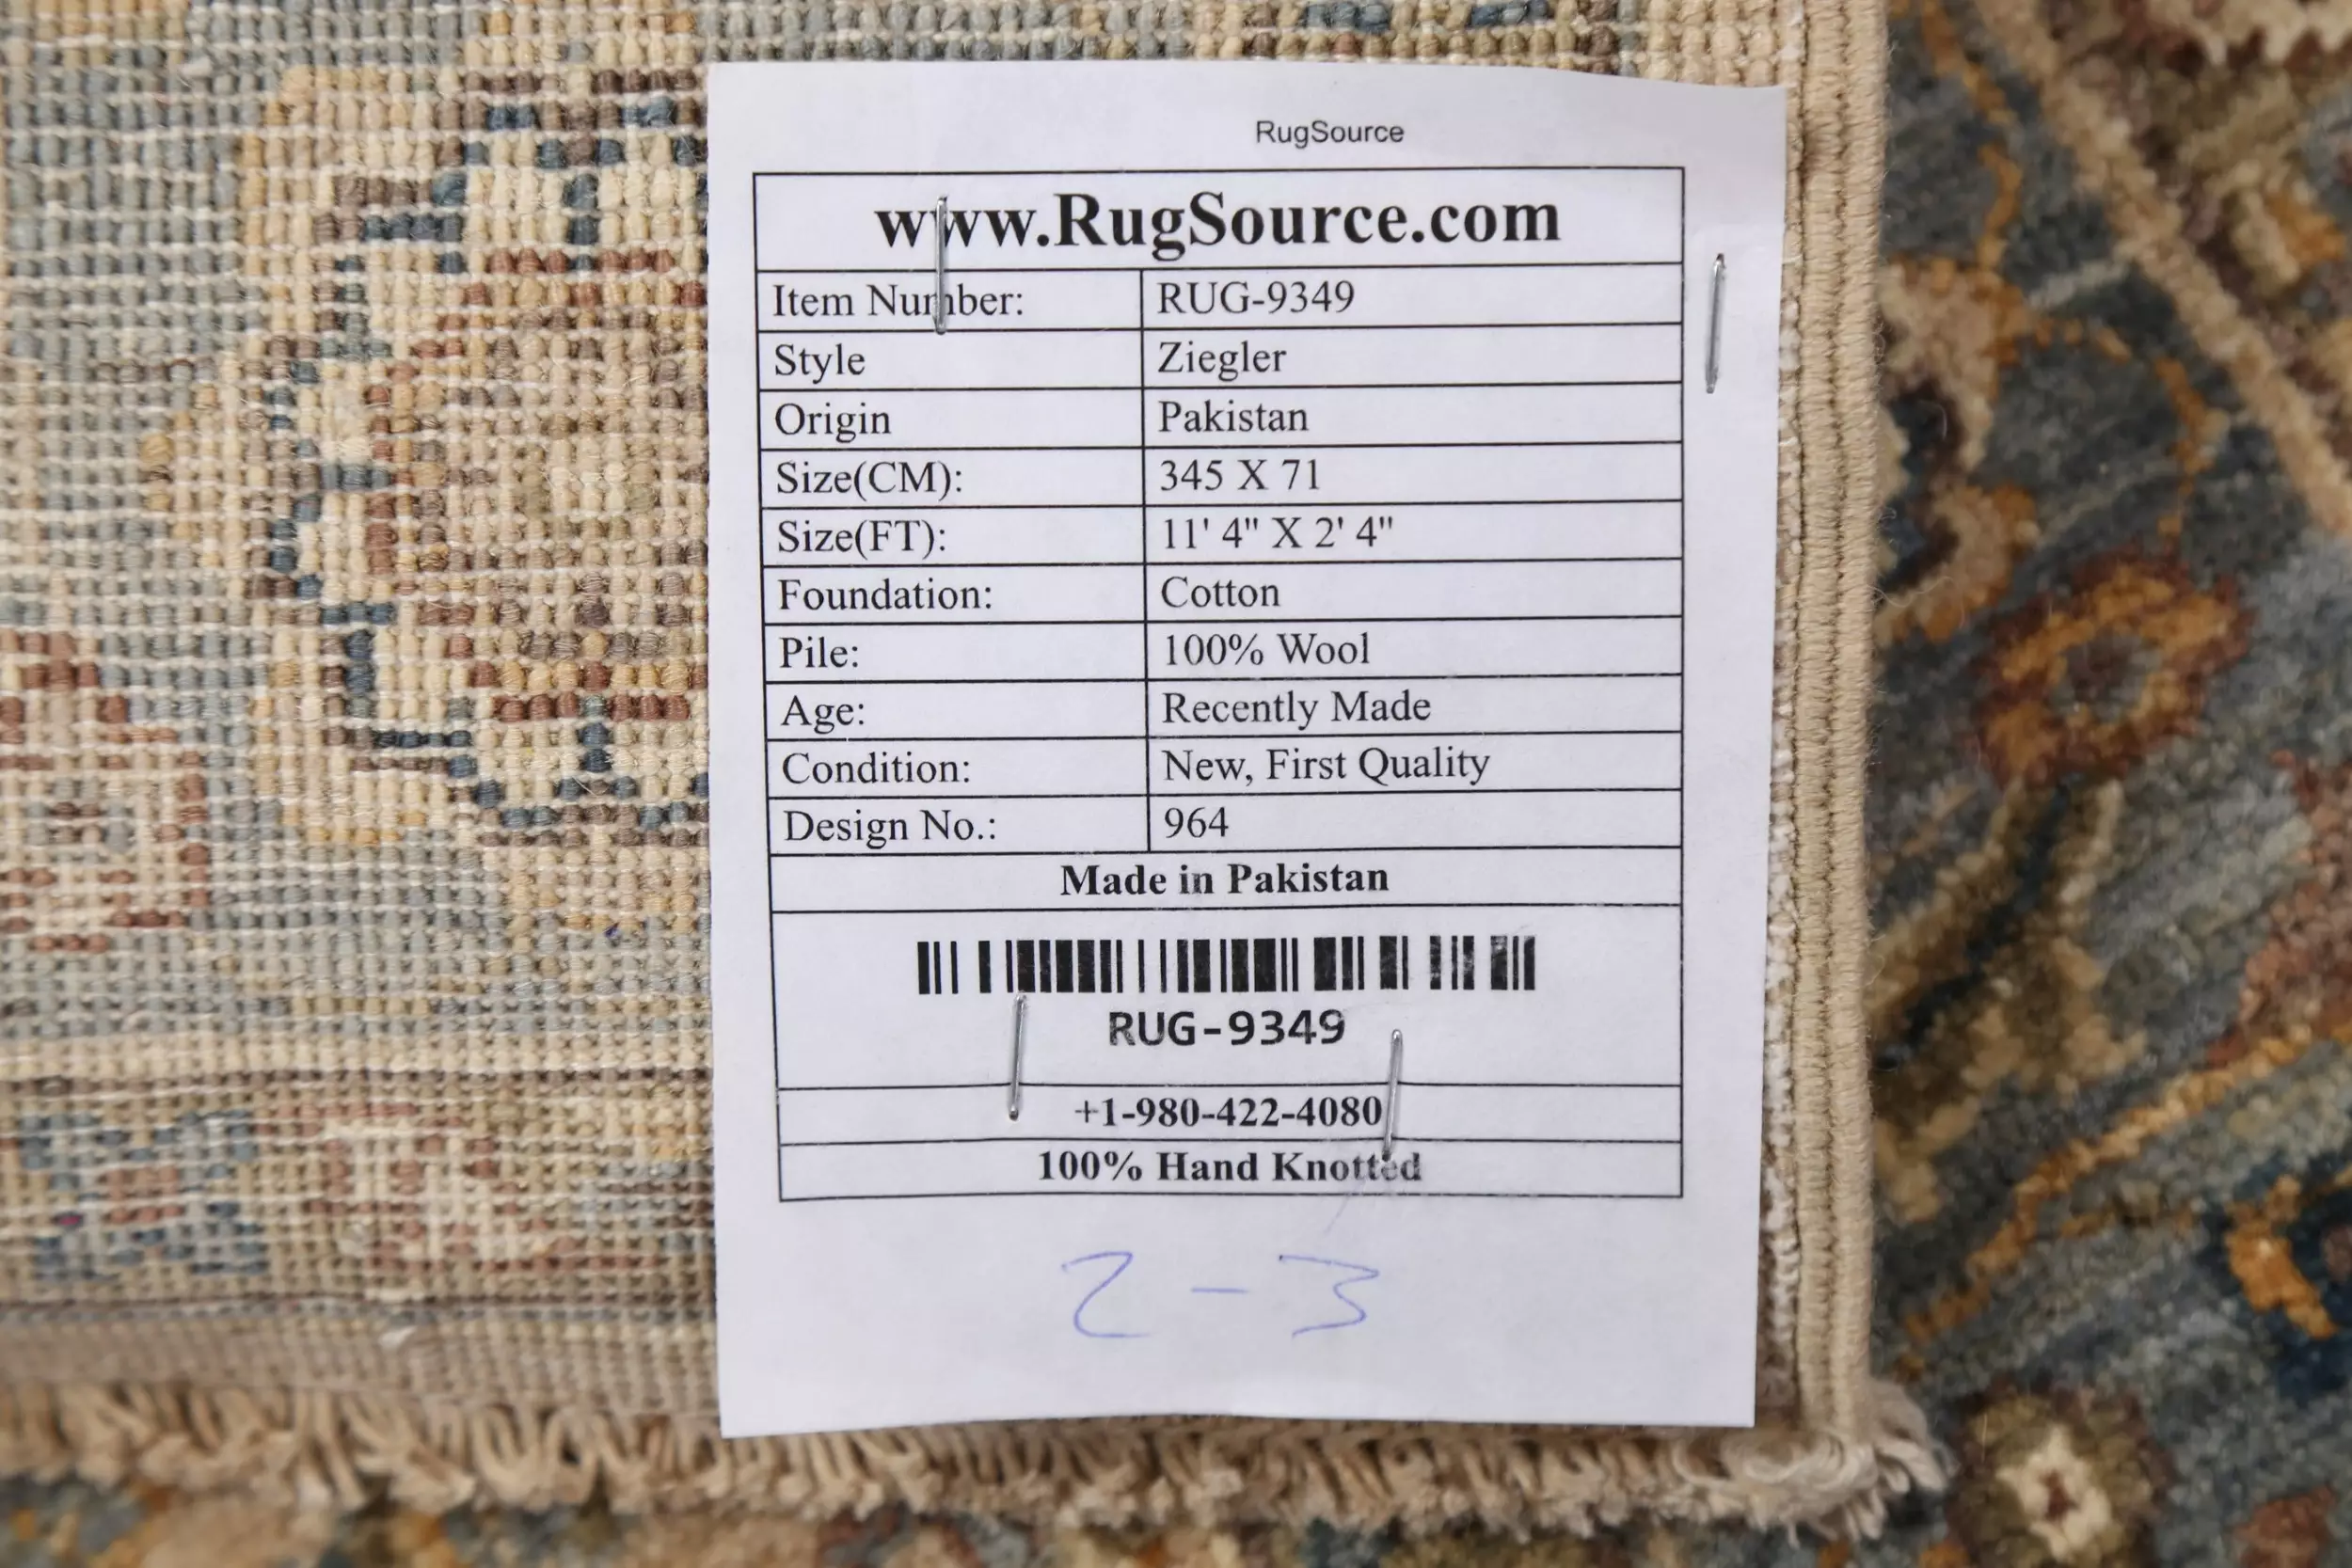 RugSource
www.RugSource.com
Item Number: RUG-9349
Style Ziegler
Origin Pakistan
Size(CM): 345 X 71
Size(FT): 11' 4" X 2' 4"
Foundation: Cotton
Pile: 100% Wool
Age: Recently Made
Condition: New, First Quality
Design No.: 964
Made in Pakistan
RUG-9349
+1-980-422-4080
100% Hand Knotted
2-3